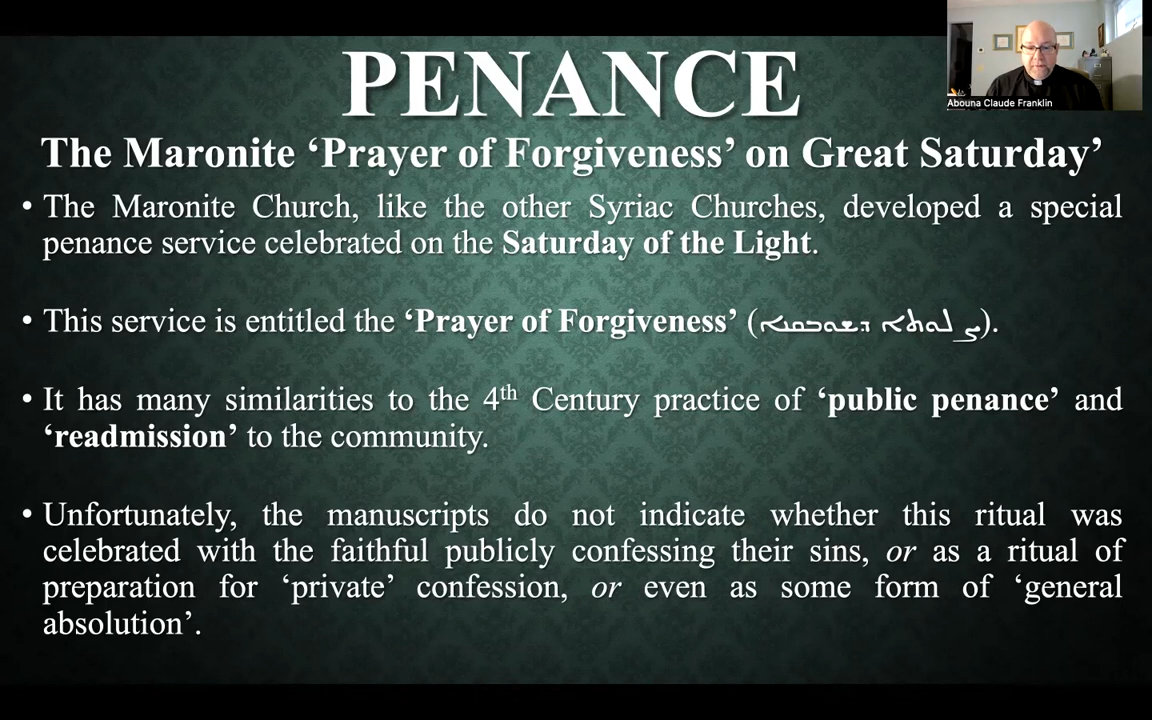 PENANCE
Abouna Claude Franklin
The Maronite ‘Prayer of Forgiveness’ on Great Saturday’
• The Maronite Church, like the other Syriac Churches, developed a special
penance service celebrated on the Saturday of the Light.
• This service is entitled the ‘Prayer of Forgiveness’ (ܨܠܘܬܐ ܕܫܘܒܩܢܐ).
• It has many similarities to the 4th Century practice of ‘public penance’ and
‘readmission’ to the community.
• Unfortunately, the manuscripts do not indicate whether this ritual was
celebrated with the faithful publicly confessing their sins, or as a ritual of
preparation for ‘private’ confession, or even as some form of ‘general
absolution’.